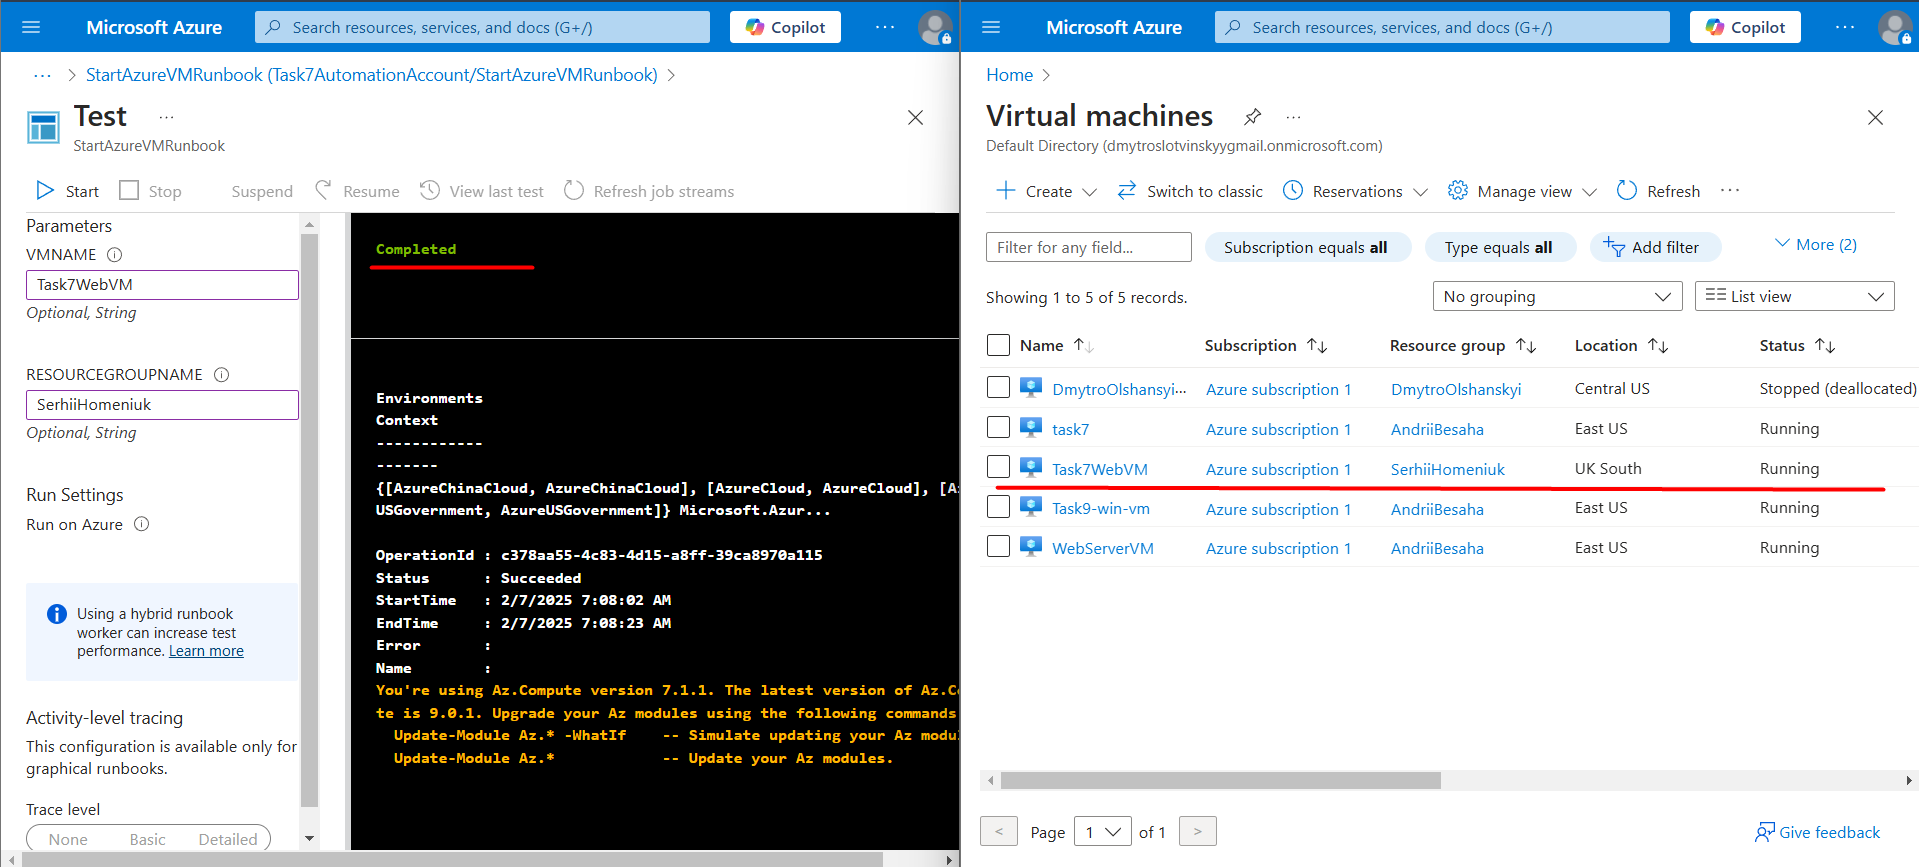 Microsoft Azure
Search resources, services, and docs (G+/)
Copilot
...
... > StartAzureVMRunbook (Task7AutomationAccount/StartAzureVMRunbook) >
Test ...
StartAzureVMRunbook
Start Stop Suspend Resume View last test Refresh job streams
Parameters
VMNAME
Task7WebVM
Optional, String
RESOURCEGROUPNAME
SerhiiHomeniuk
Optional, String
Run Settings
Run on Azure
Using a hybrid runbook
worker can increase test
performance. Learn more
Activity-level tracing
This configuration is available only for
graphical runbooks.
Trace level
None Basic Detailed
Completed
Environments
Context
------------
-------
{[AzureChinaCloud, AzureChinaCloud], [AzureCloud, AzureCloud], [A
USGovernment, AzureUSGovernment]} Microsoft.Azur...
OperationId : c378aa55-4c83-4d15-a8ff-39ca8970a115
Status : Succeeded
StartTime : 2/7/2025 7:08:02 AM
EndTime : 2/7/2025 7:08:23 AM
Error :
Name :
You're using Az.Compute version 7.1.1. The latest version of Az.C
te is 9.0.1. Upgrade your Az modules using the following commands
Update-Module Az.* -WhatIf -- Simulate updating your Az modu
Update-Module Az.* -- Update your Az modules.
Microsoft Azure
Search resources, services, and docs (G+/)
Copilot
...
Home >
Virtual machines ...
Default Directory (dmytroslotvinskyygmail.onmicrosoft.com)
Create Switch to classic Reservations Manage view Refresh ...
Filter for any field... Subscription equals all Type equals all Add filter More (2)
Showing 1 to 5 of 5 records. No grouping List view
Name Subscription Resource group Location Status
DmytroOlshansyi... Azure subscription 1 DmytroOlshanskyi Central US Stopped (deallocated)
task7 Azure subscription 1 AndriiBesaha East US Running
Task7WebVM Azure subscription 1 SerhiiHomeniuk UK South Running
Task9-win-vm Azure subscription 1 AndriiBesaha East US Running
WebServerVM Azure subscription 1 AndriiBesaha East US Running
< Page 1 of 1 >
Give feedback